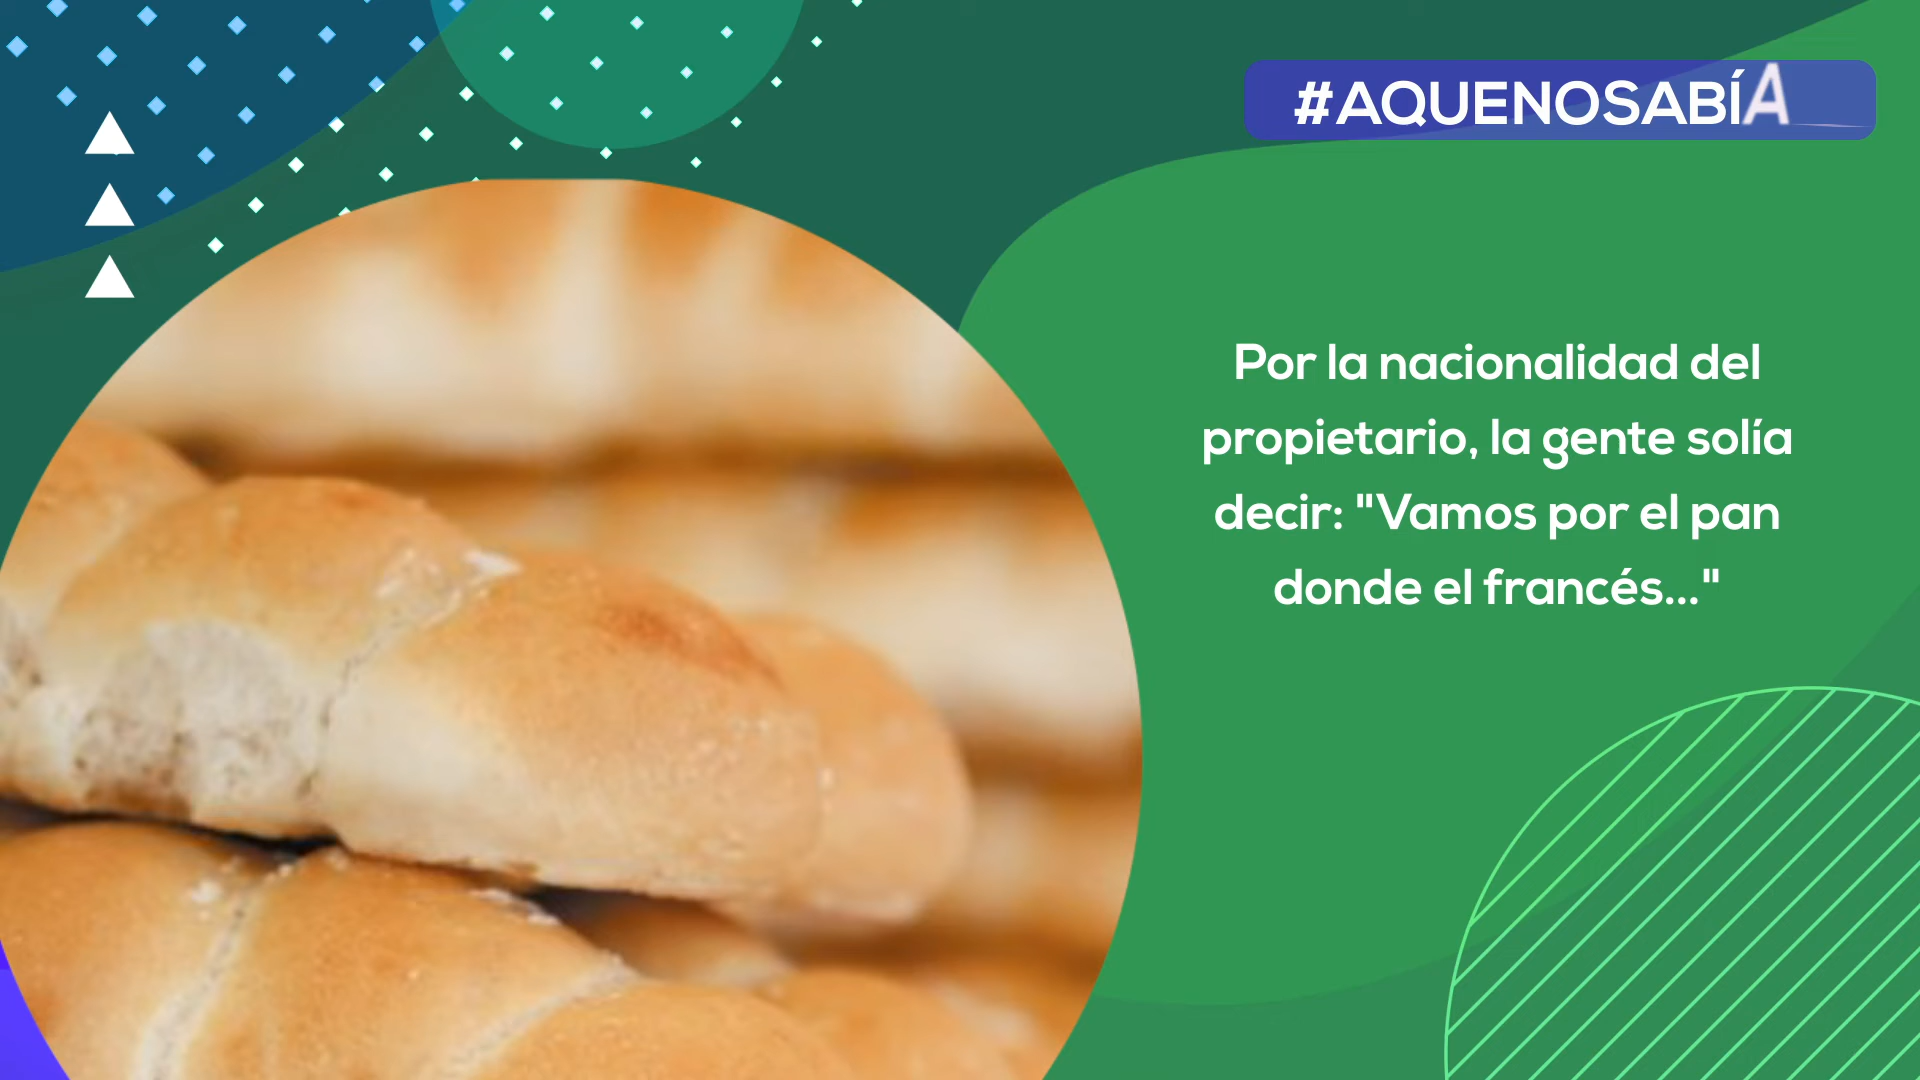 #AQUENOSABÍA
Por la nacionalidad del
propietario, la gente solía
decir: "Vamos por el pan
donde el francés..."